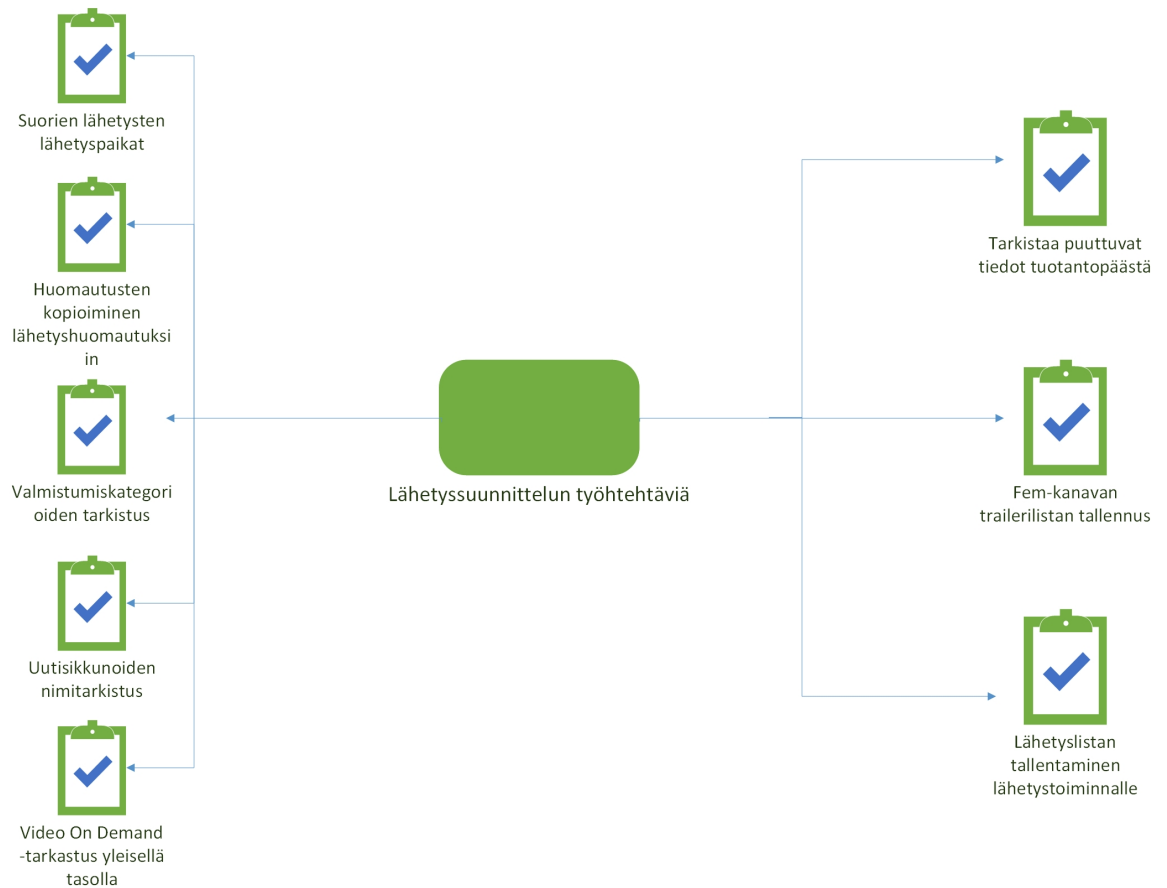 Suorien lähetysten
lähetyspaikat
Huomautusten
kopioiminen
lähetyshuomautuksi
in
Valmistumiskategori
oiden tarkistus
Uutisikkunoiden
nimitarkistus
Video On Demand
-tarkastus yleisellä
tasolla
Lähetyssuunnittelun työhtehtäviä
Tarkistaa puuttuvat
tiedot tuotantopäästä
Fem-kanavan
trailerilistan tallennus
Lähetyslistan
tallentaminen
lähetystoiminnalle